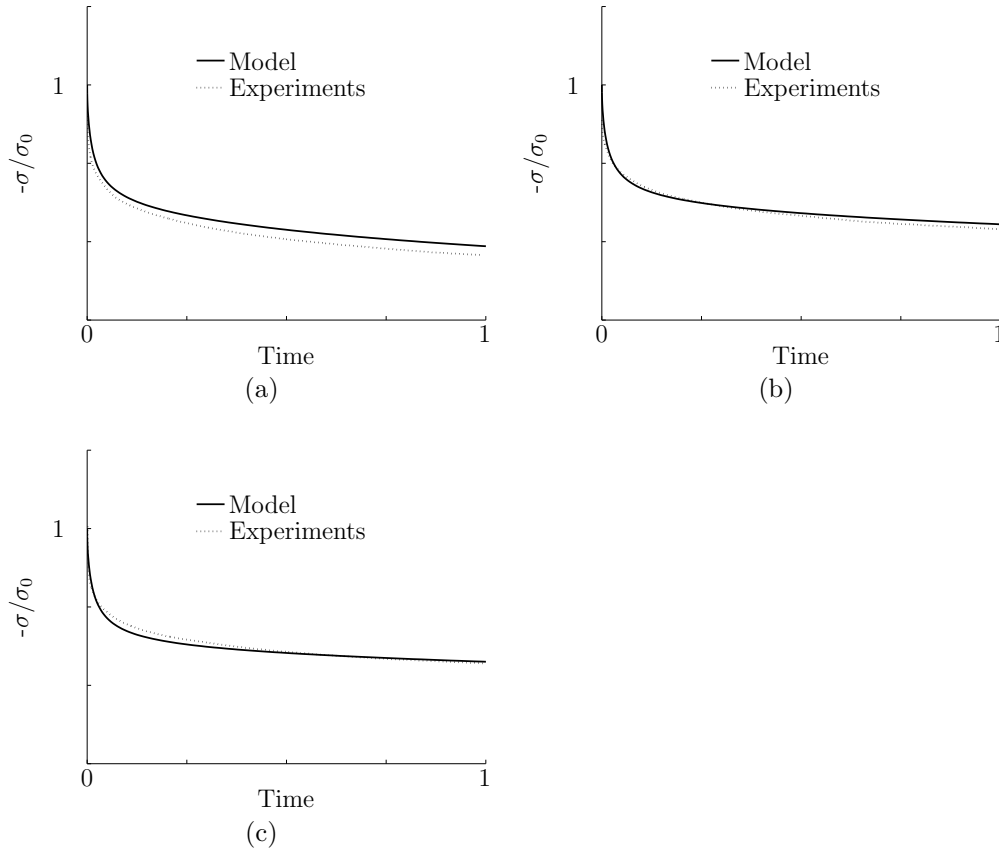 Model
Experiments
1
-σ/σ0
0
1
Time
(a)
Model
Experiments
1
-σ/σ0
0
1
Time
(b)
Model
Experiments
1
-σ/σ0
0
1
Time
(c)